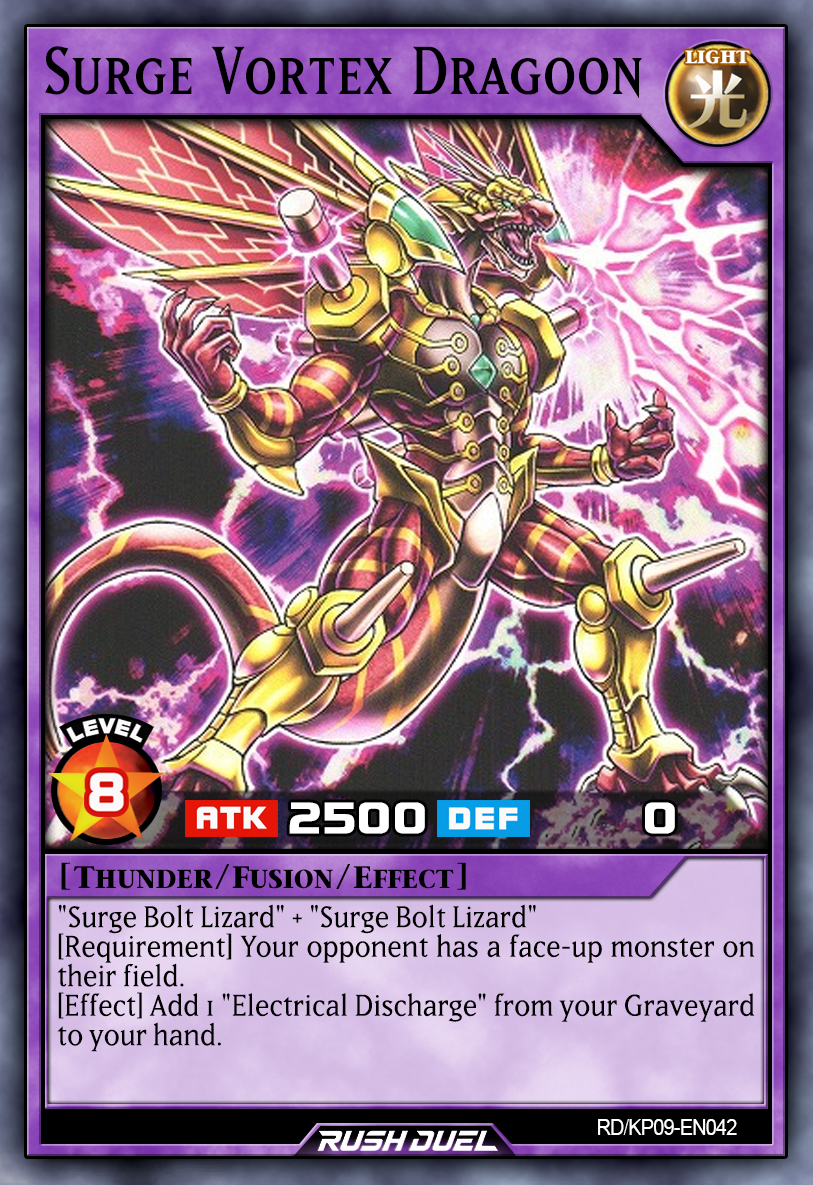 Surge Vortex Dragoon
LIGHT
光
LEVEL
8
ATK 2500 DEF 0
[Thunder/Fusion/Effect]
"Surge Bolt Lizard" + "Surge Bolt Lizard"
[Requirement] Your opponent has a face-up monster on
their field.
[Effect] Add 1 "Electrical Discharge" from your Graveyard
to your hand.
RD/KP09-EN042
RUSH DUEL